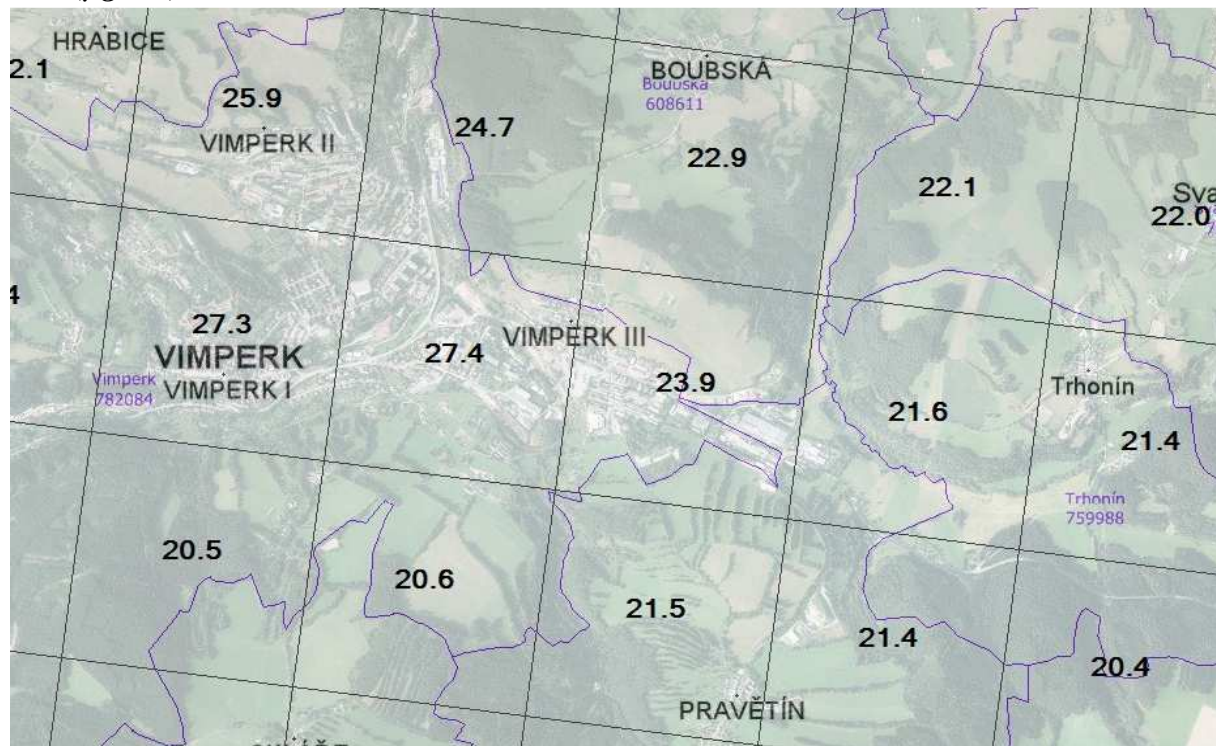 HRABICE
2.1
25.9
VIMPERK II
24.7
BOUBSKÁ
Boubská
608611
22.9
22.1
Sva
22.0
4
27.3
VIMPERK
Vimperk
782084
VIMPERK I
27.4
VIMPERK III
23.9
21.6
Trhonín
21.4
Trhonín
759988
20.5
20.6
21.5
21.4
20.4
PRAVĚTÍN